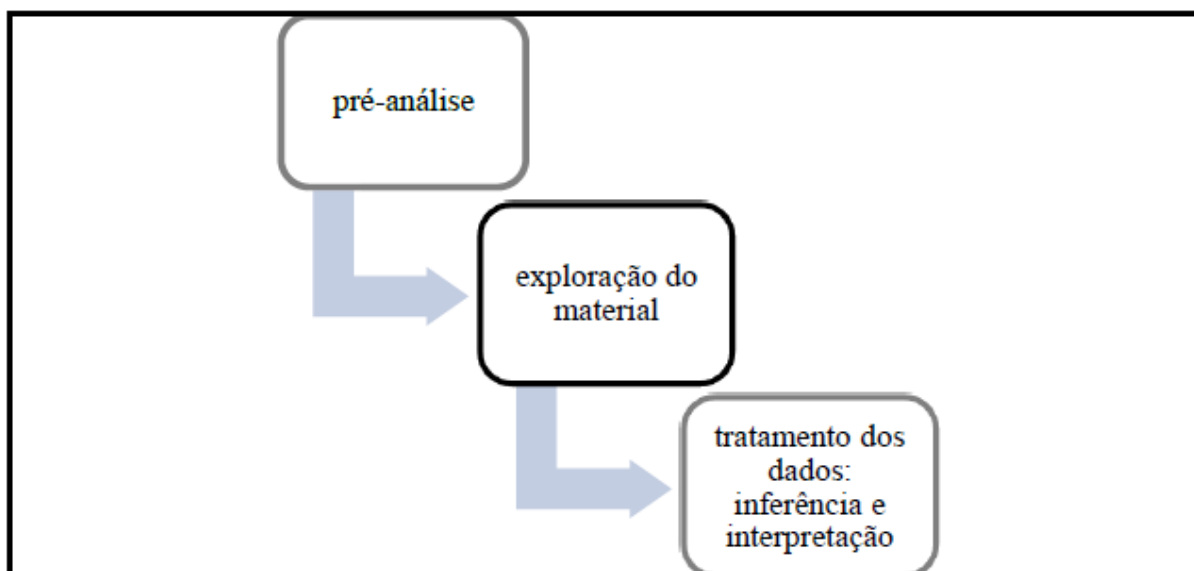 pré-análise
exploração do
material
tratamento dos
dados:
inferência e
interpretação